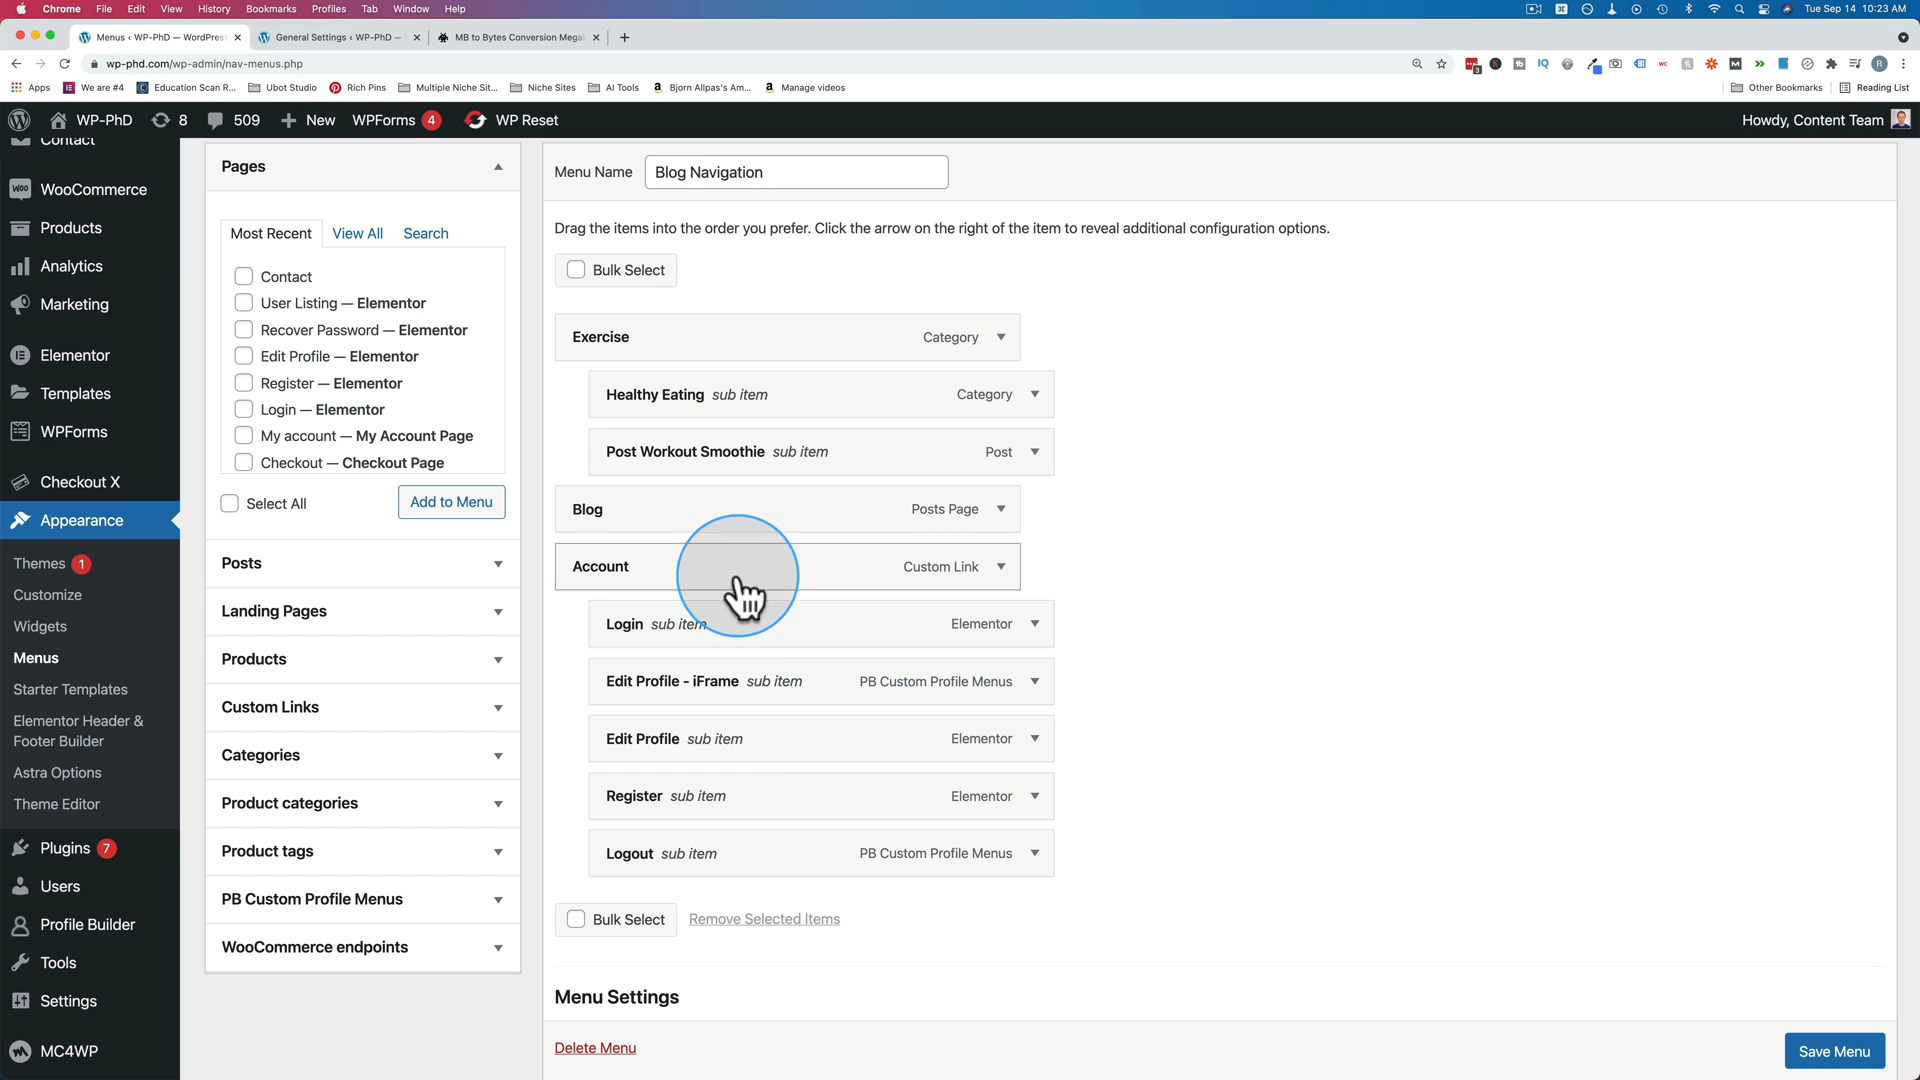 Chrome File Edit View History Bookmarks Profiles Tab Window Help
Tue Sep 14 10:23 AM
Menus ‹ WP-PhD — WordPres
General Settings ‹ WP-PhD —
MB to Bytes Conversion Mega
wp-phd.com/wp-admin/nav-menus.php
Apps
We are #4
Education Scan R...
Ubot Studio
Rich Pins
Multiple Niche Sit...
Niche Sites
AI Tools
Bjorn Allpas's Am...
Manage videos
Other Bookmarks
Reading List
WP-PhD
8
509
New
WPForms 4
WP Reset
Howdy, Content Team
Contact
WooCommerce
Products
Analytics
Marketing
Elementor
Templates
WPForms
Checkout X
Appearance
Themes 1
Customize
Widgets
Menus
Starter Templates
Elementor Header &
Footer Builder
Astra Options
Theme Editor
Plugins 7
Users
Profile Builder
Tools
Settings
MC4WP
Pages
Most Recent
View All
Search
Contact
User Listing — Elementor
Recover Password — Elementor
Edit Profile — Elementor
Register — Elementor
Login — Elementor
My account — My Account Page
Checkout — Checkout Page
Select All
Add to Menu
Posts
Landing Pages
Products
Custom Links
Categories
Product categories
Product tags
PB Custom Profile Menus
WooCommerce endpoints
Menu Name
Blog Navigation
Drag the items into the order you prefer. Click the arrow on the right of the item to reveal additional configuration options.
Bulk Select
Exercise Category
Healthy Eating sub item Category
Post Workout Smoothie sub item Post
Blog Posts Page
Account Custom Link
Login sub item Elementor
Edit Profile - iFrame sub item PB Custom Profile Menus
Edit Profile sub item Elementor
Register sub item Elementor
Logout sub item PB Custom Profile Menus
Bulk Select
Remove Selected Items
Menu Settings
Delete Menu
Save Menu